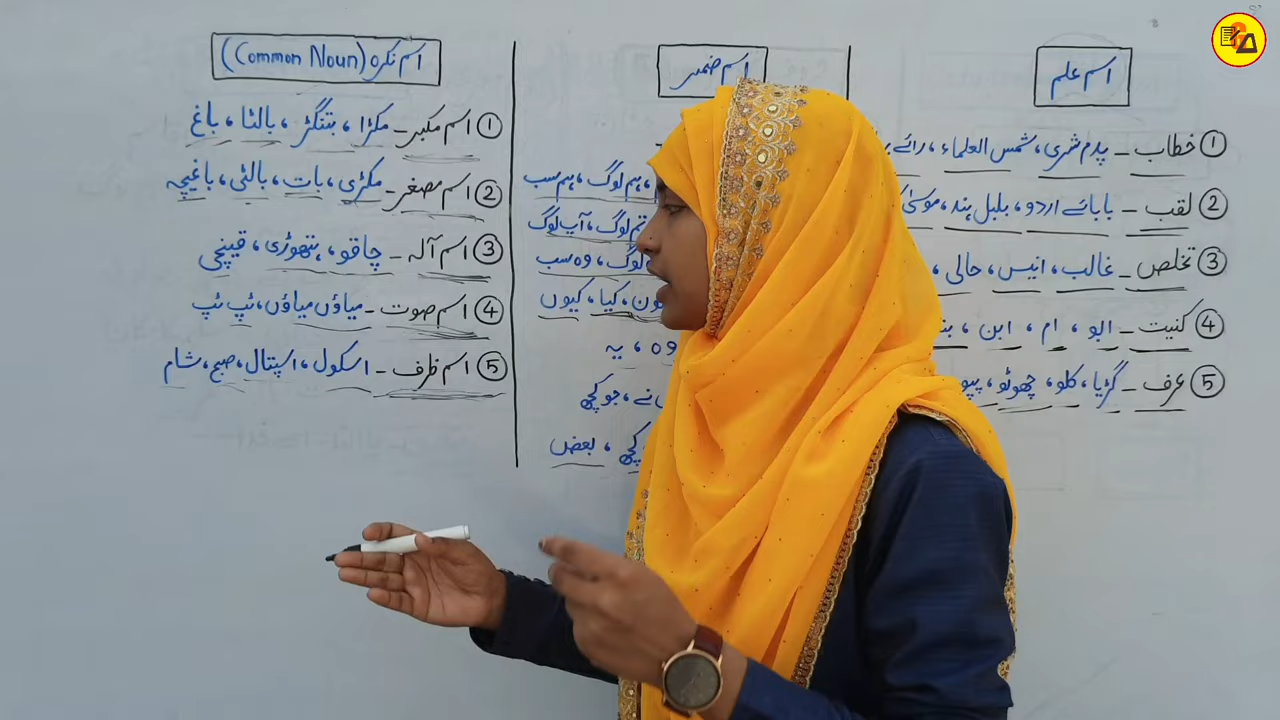 اسم علم
① خطاب ـ پدم شری، شمس العلماء، رائے
② لقب ـ بابائے اردو، بلبل ہند، موسیٰ
③ تخلص ـ غالب، انیس، حالی،
④ کنیت ـ ابو، ام، ابن،
⑤ عرف ـ گڑیا، کلو، چھوٹو، پپو
اسم ضمیر
، ہم لوگ، ہم سب
تم لوگ، آپ لوگ
لوگ، وہ سب
کون، کیا، کیوں
وہ، یہ
نے، جو کچھ
کچھ، بعض
اسم نکرہ (Common Noun)
① اسم مکبر ـ مکڑا، بتنگڑ، بالٹا، باغ
② اسم مصغر ـ مکڑی، بات، بالٹی، باغیچہ
③ اسم آلہ ـ چاقو، ہتھوڑی، قینچی
④ اسم صوت ـ میاؤں میاؤں، ٹپ ٹپ
⑤ اسم ظرف ـ اسکول، اسپتال، صبح، شام